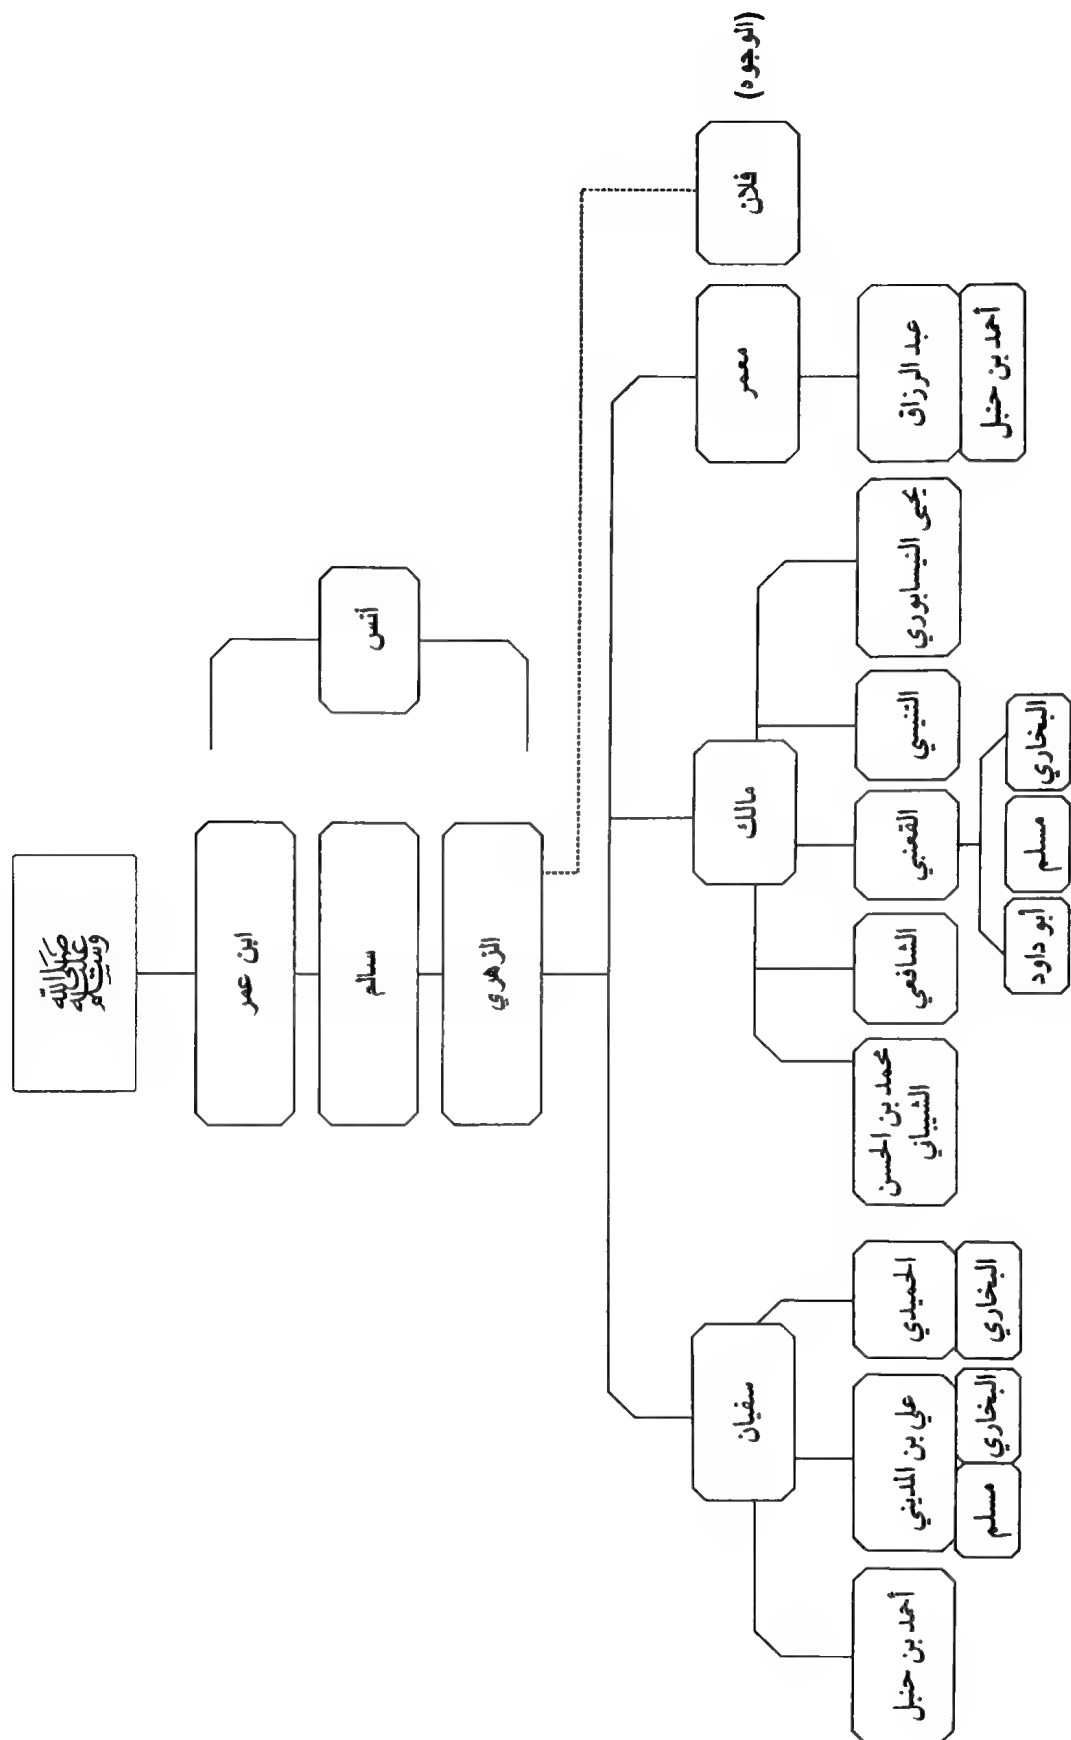 صلى الله عليه وسلم
ابن عمر
أنس
سالم
الزهري
(الوجود)
فلان
معمر
مالك
سفيان
عبد الرزاق
أحمد بن حنبل
يحيى النيسابوري
التنيسي
القعنبي
الشافعي
محمد بن الحسن
الشيباني
البخاري
مسلم
أبو داود
الحميدي
البخاري
علي بن المديني
البخاري
مسلم
أحمد بن حنبل